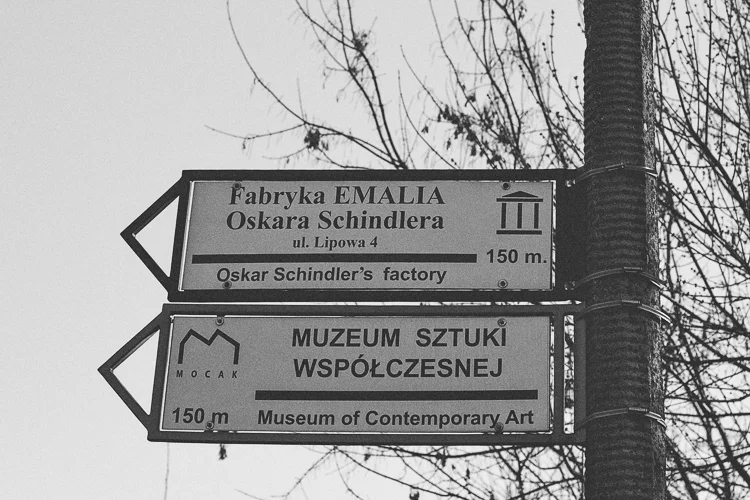 Fabryka EMALIA
Oskara Schindlera
ul. Lipowa 4
150 m.
Oskar Schindler's factory
MOCAK
MUZEUM SZTUKI
WSPÓŁCZESNEJ
150 m
Museum of Contemporary Art